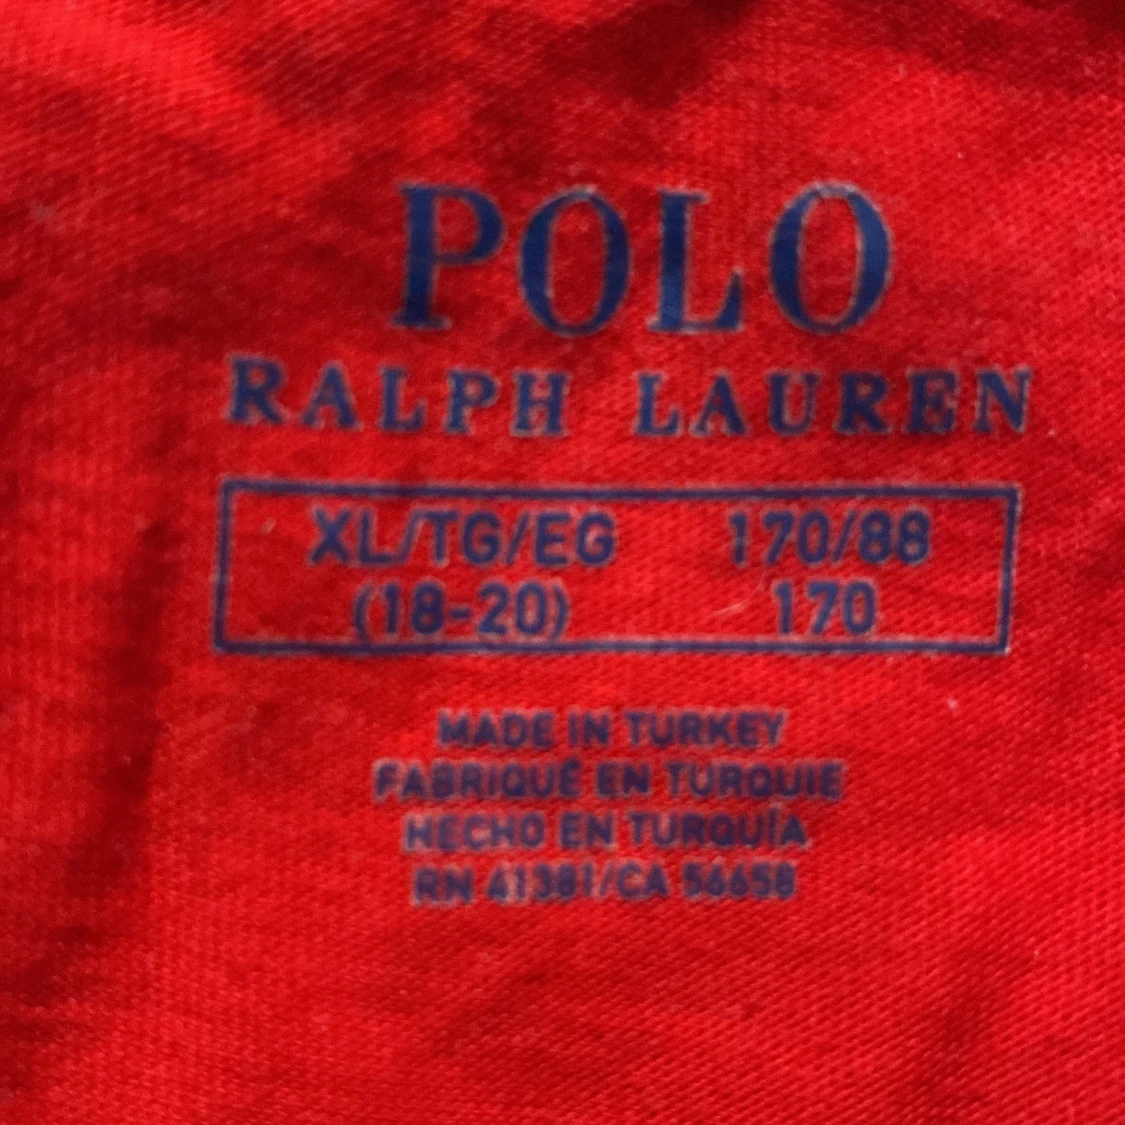 POLO
RALPH LAUREN
XL/TG/EG 170/88
(18-20) 170
MADE IN TURKEY
FABRIQUÉ EN TURQUIE
HECHO EN TURQUÍA
RN 41381/CA 56658